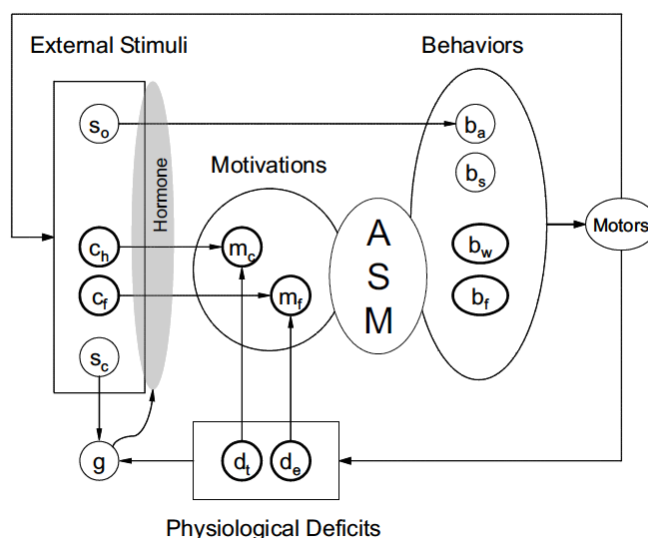 External Stimuli
Behaviors
s_o
b_a
Hormone
Motivations
b_s
A
S
M
Motors
c_h
m_c
b_w
c_f
m_f
b_f
s_c
g
d_t
d_e
Physiological Deficits